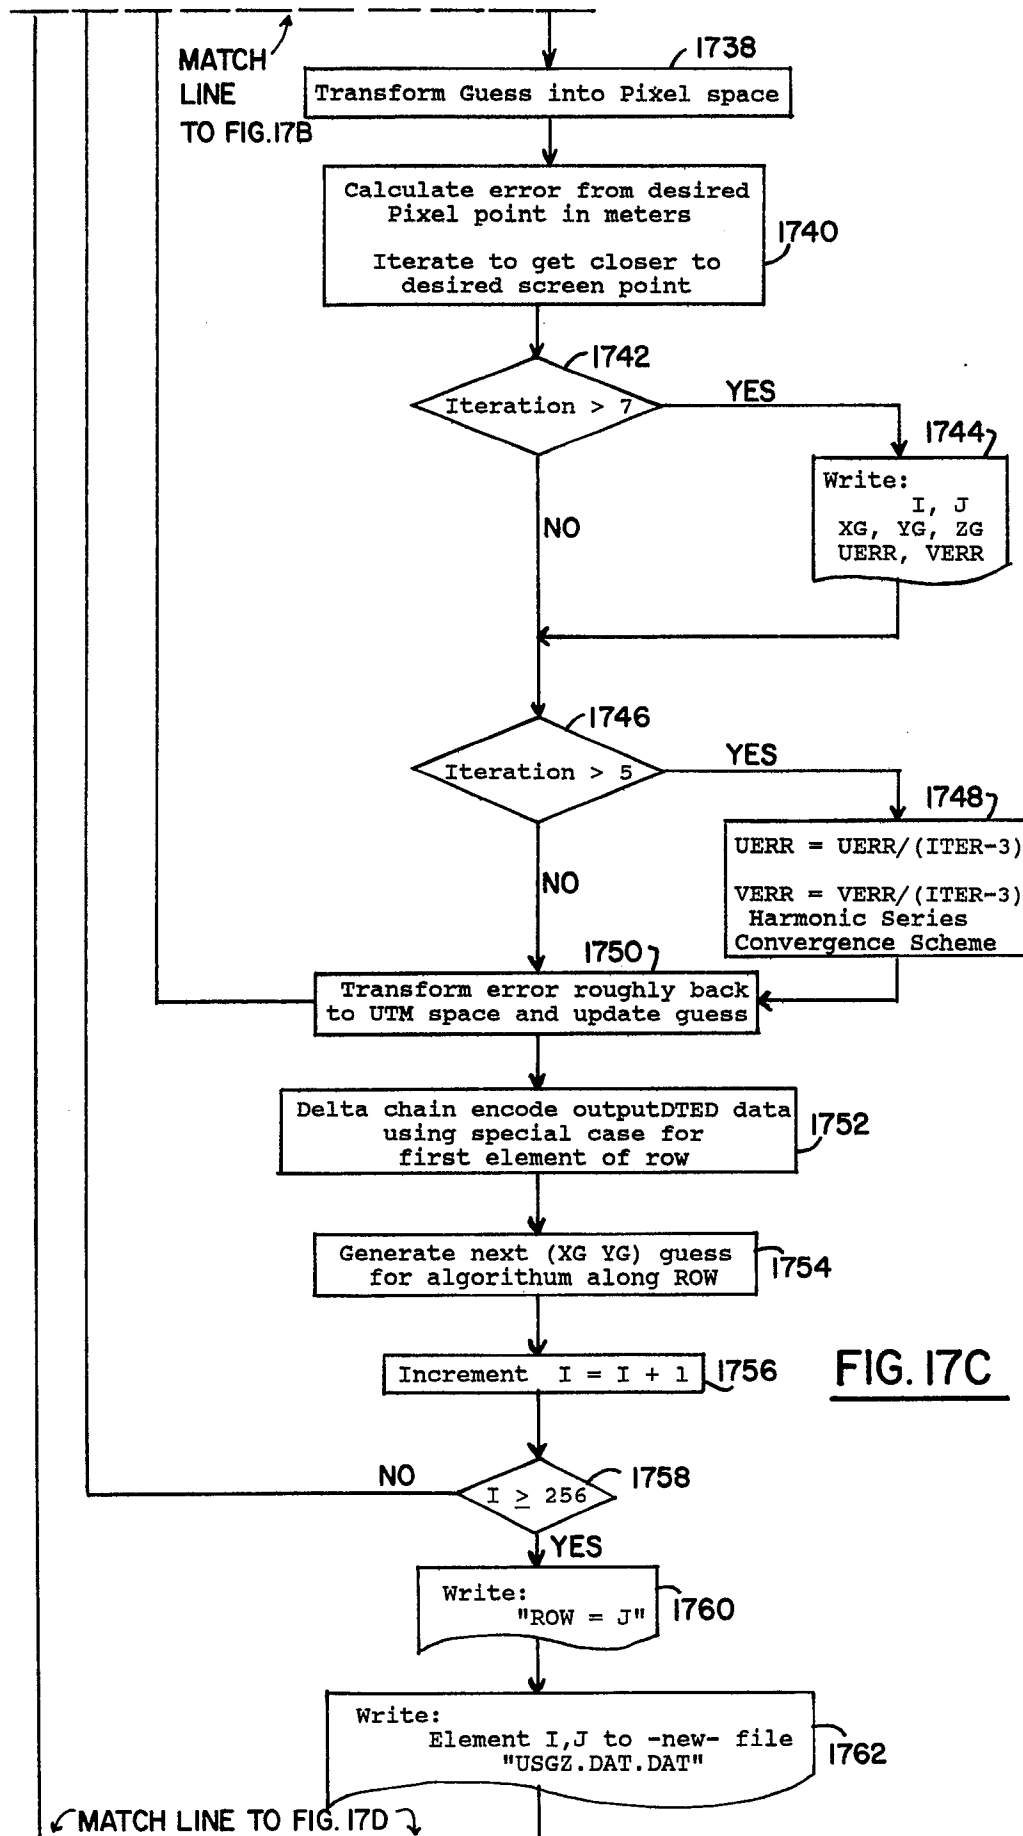 MATCH
LINE
TO FIG.17B
1738
Transform Guess into Pixel space
Calculate error from desired
Pixel point in meters
Iterate to get closer to
desired screen point
1740
1742
Iteration > 7
YES
NO
1744
Write:
I, J
XG, YG, ZG
UERR, VERR
1746
Iteration > 5
YES
NO
1748
UERR = UERR/(ITER-3)
VERR = VERR/(ITER-3)
Harmonic Series
Convergence Scheme
1750
Transform error roughly back
to UTM space and update guess
Delta chain encode outputDTED data
using special case for
first element of row
1752
Generate next (XG YG) guess
for algorithum along ROW
1754
Increment I = I + 1
1756
FIG. 17C
NO
I ≥ 256
1758
YES
Write:
"ROW = J"
1760
Write:
Element I,J to -new- file
"USGZ.DAT.DAT"
1762
MATCH LINE TO FIG. 17D